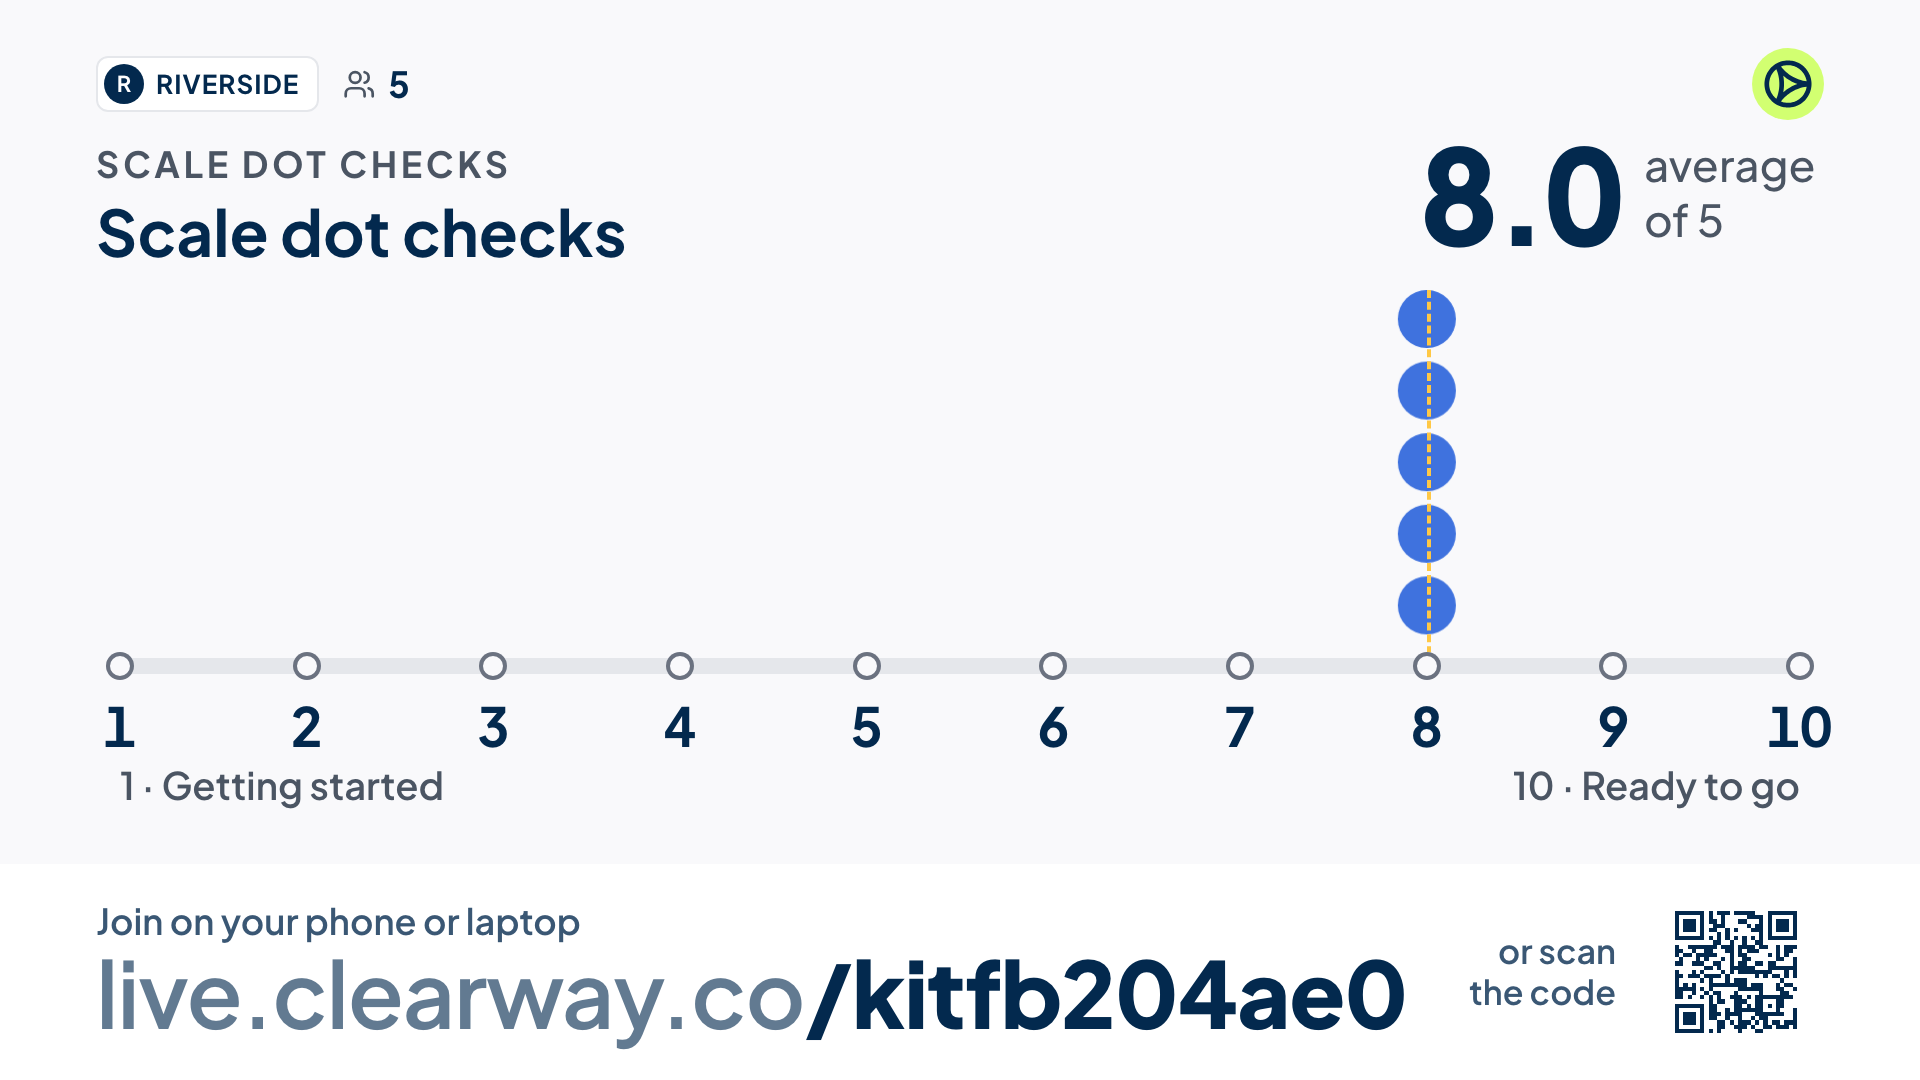 R RIVERSIDE 5
SCALE DOT CHECKS
Scale dot checks
8.0 average
of 5
1 2 3 4 5 6 7 8 9 10
1 · Getting started 10 · Ready to go
Join on your phone or laptop
live.clearway.co/kitfb204ae0
or scan
the code